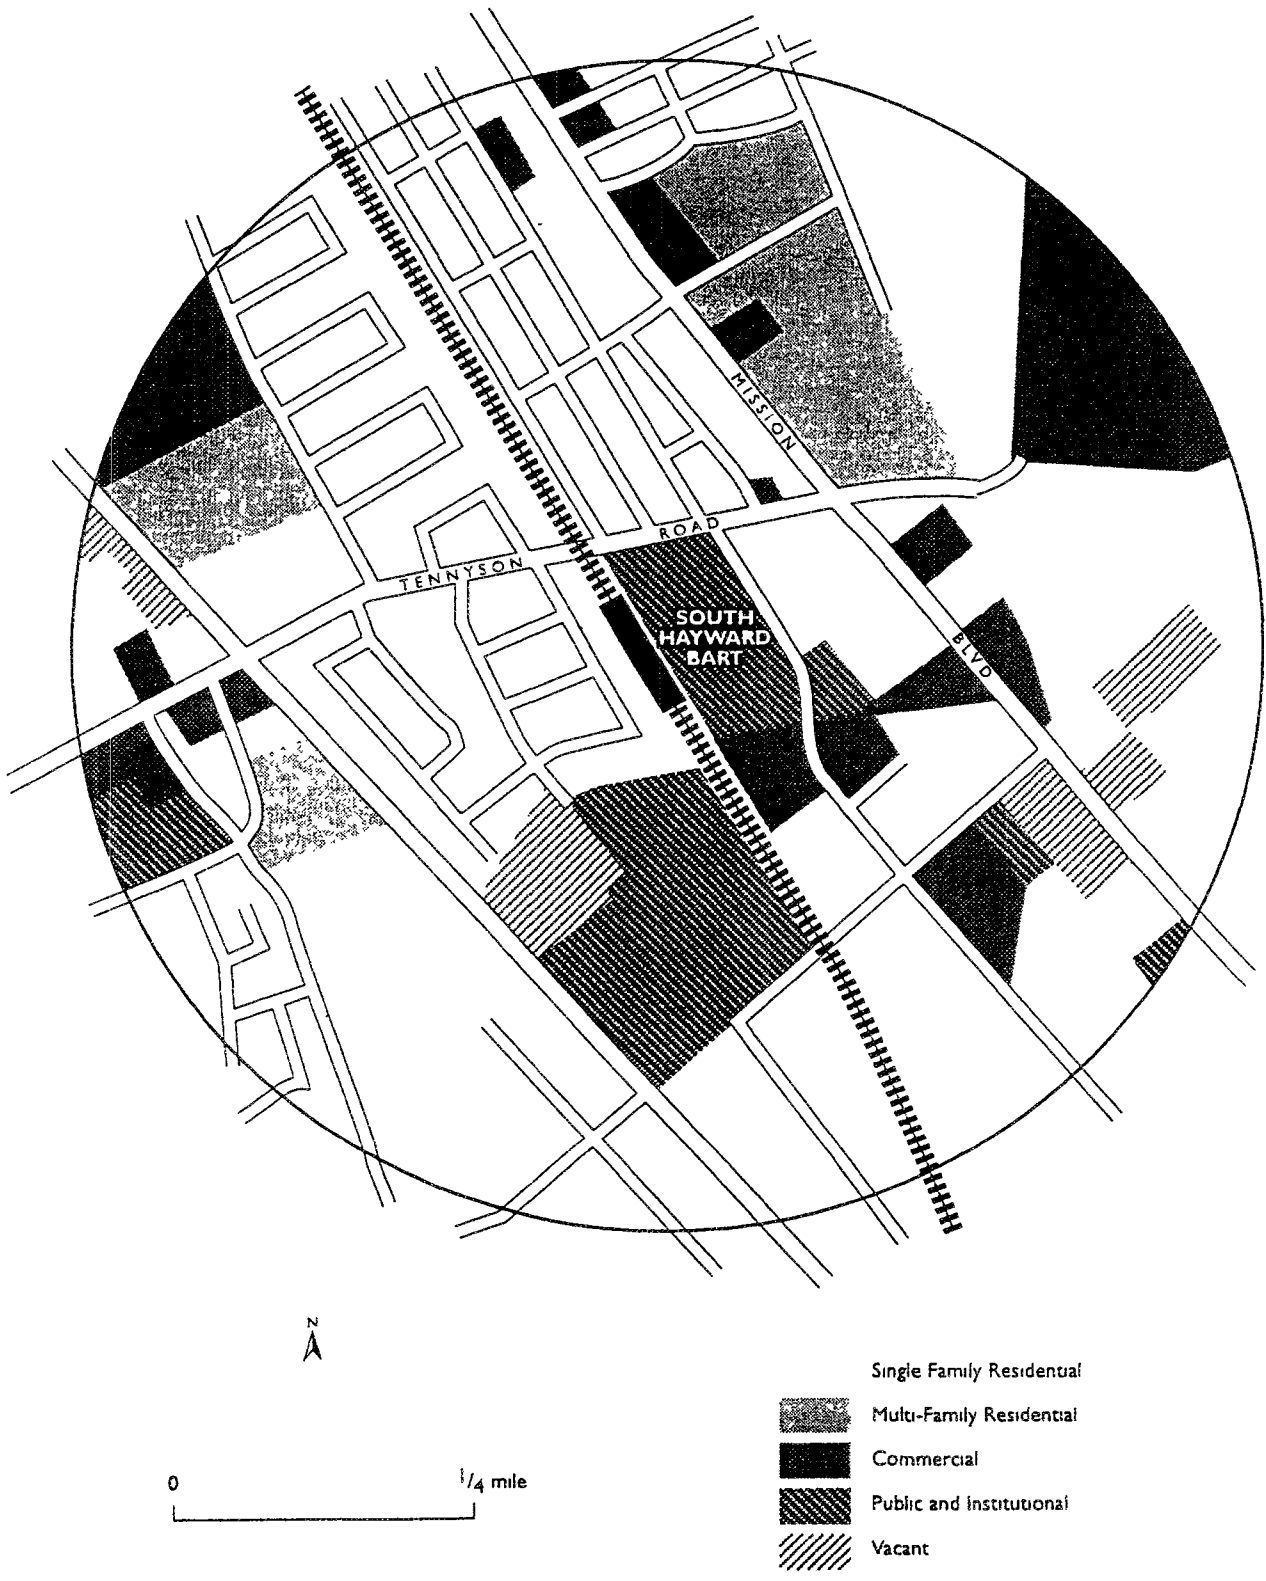 MISSION
ROAD
TENNYSON
SOUTH
HAYWARD
BART
BLVD
N
0
1/4 mile
Single Family Residential
Multi-Family Residential
Commercial
Public and Institutional
Vacant